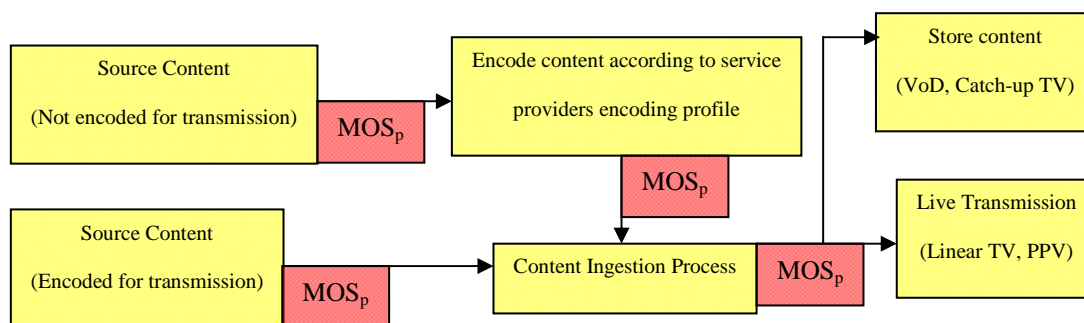 Source Content
(Not encoded for transmission)
MOSp
Encode content according to service
providers encoding profile
MOSp
Store content
(VoD, Catch-up TV)
Source Content
(Encoded for transmission)
MOSp
Content Ingestion Process
MOSp
Live Transmission
(Linear TV, PPV)